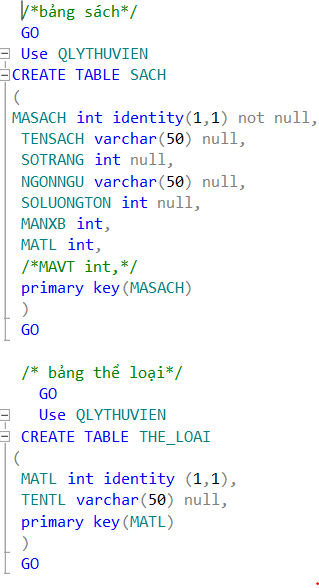 /*bảng sách*/
GO
Use QLYTHUVIEN
CREATE TABLE SACH
(
MASACH int identity(1,1) not null,
TENSACH varchar(50) null,
SOTRANG int null,
NGONNGU varchar(50) null,
SOLUONGTON int null,
MANXB int,
MATL int,
/*MAVT int,*/
primary key(MASACH)
)
GO
/* bảng thể loại*/
GO
Use QLYTHUVIEN
CREATE TABLE THE_LOAI
(
MATL int identity (1,1),
TENTL varchar(50) null,
primary key(MATL)
)
GO